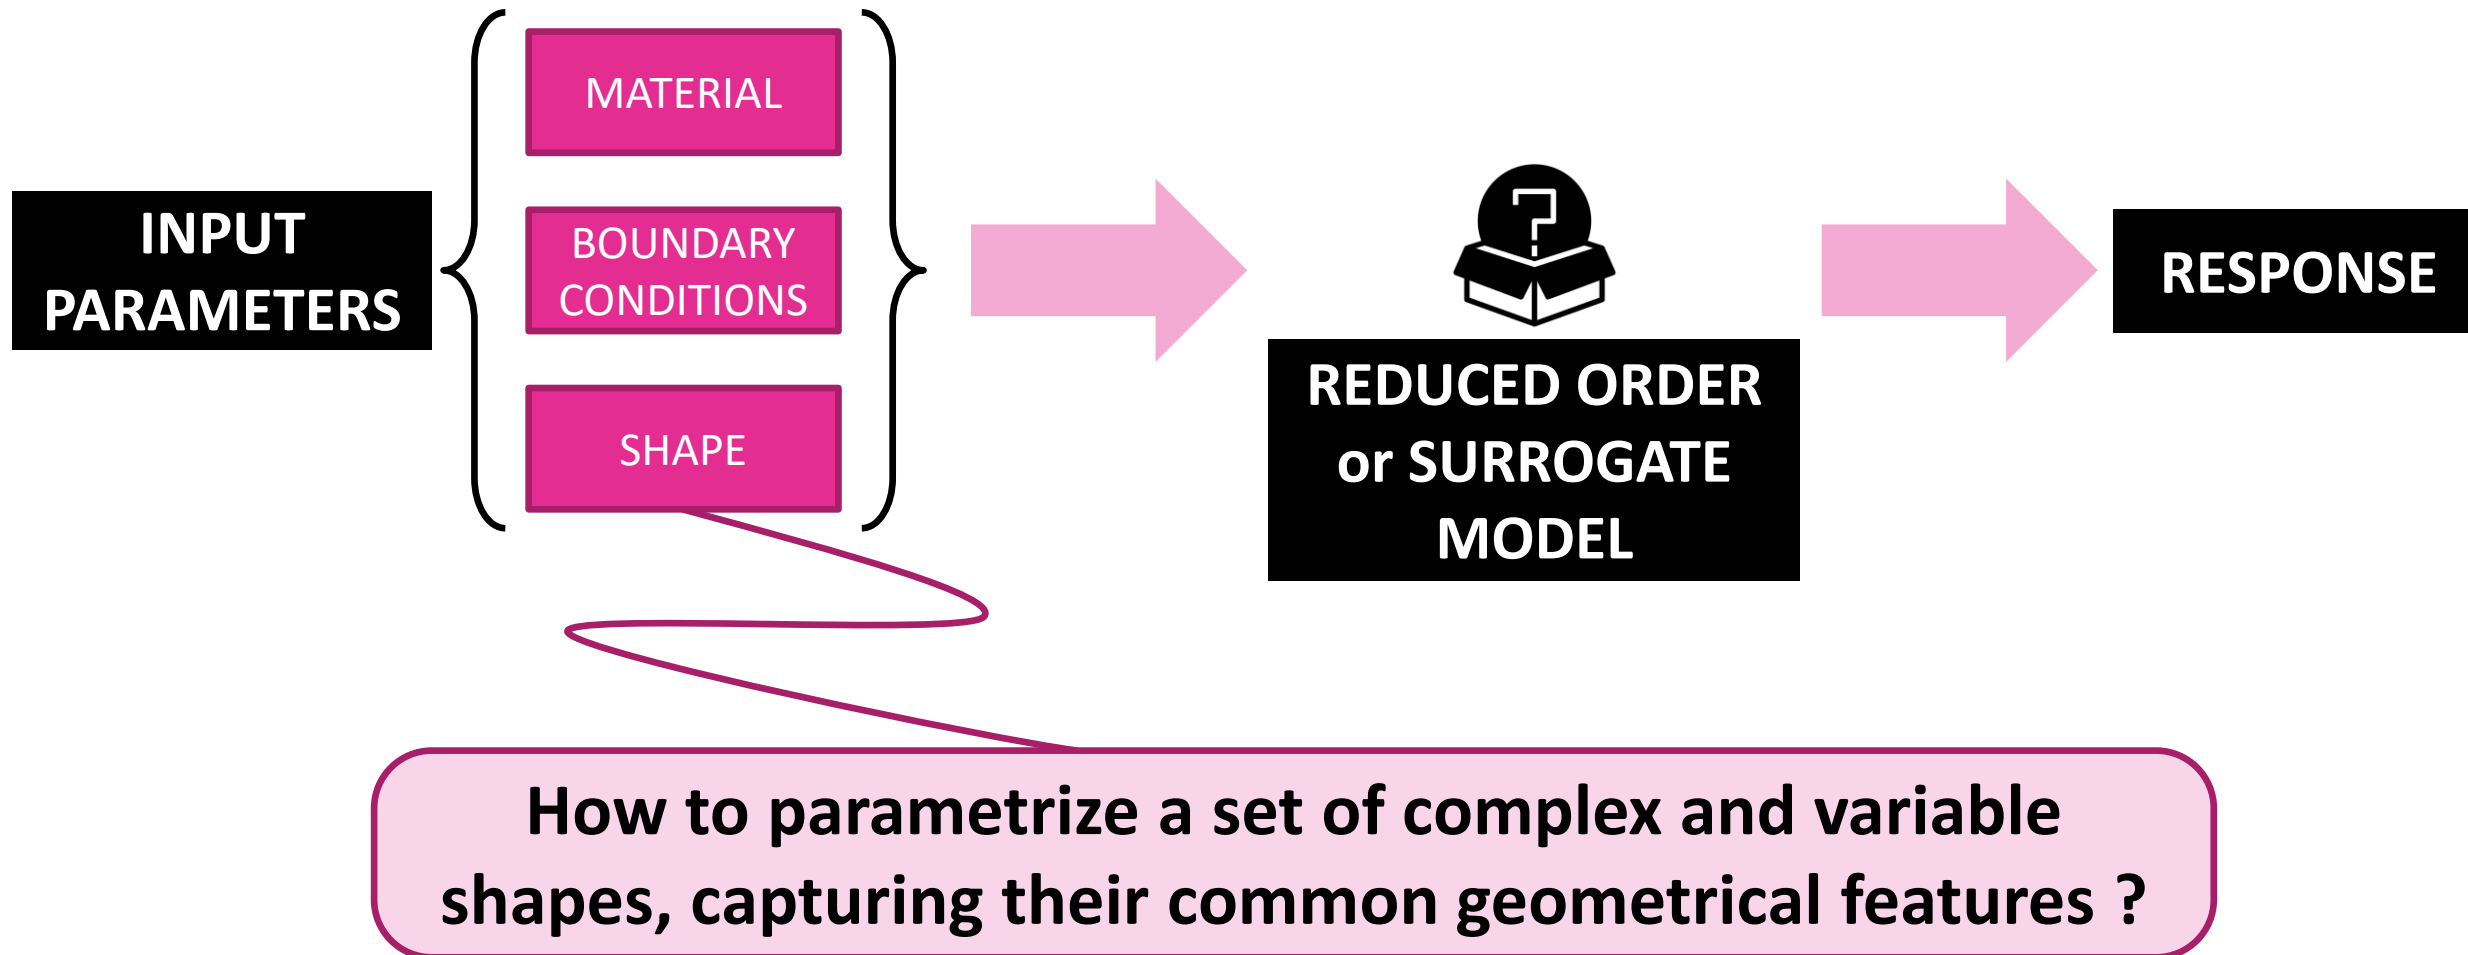 INPUT
PARAMETERS
MATERIAL
BOUNDARY
CONDITIONS
SHAPE
?
REDUCED ORDER
or SURROGATE
MODEL
RESPONSE
How to parametrize a set of complex and variable
shapes, capturing their common geometrical features ?